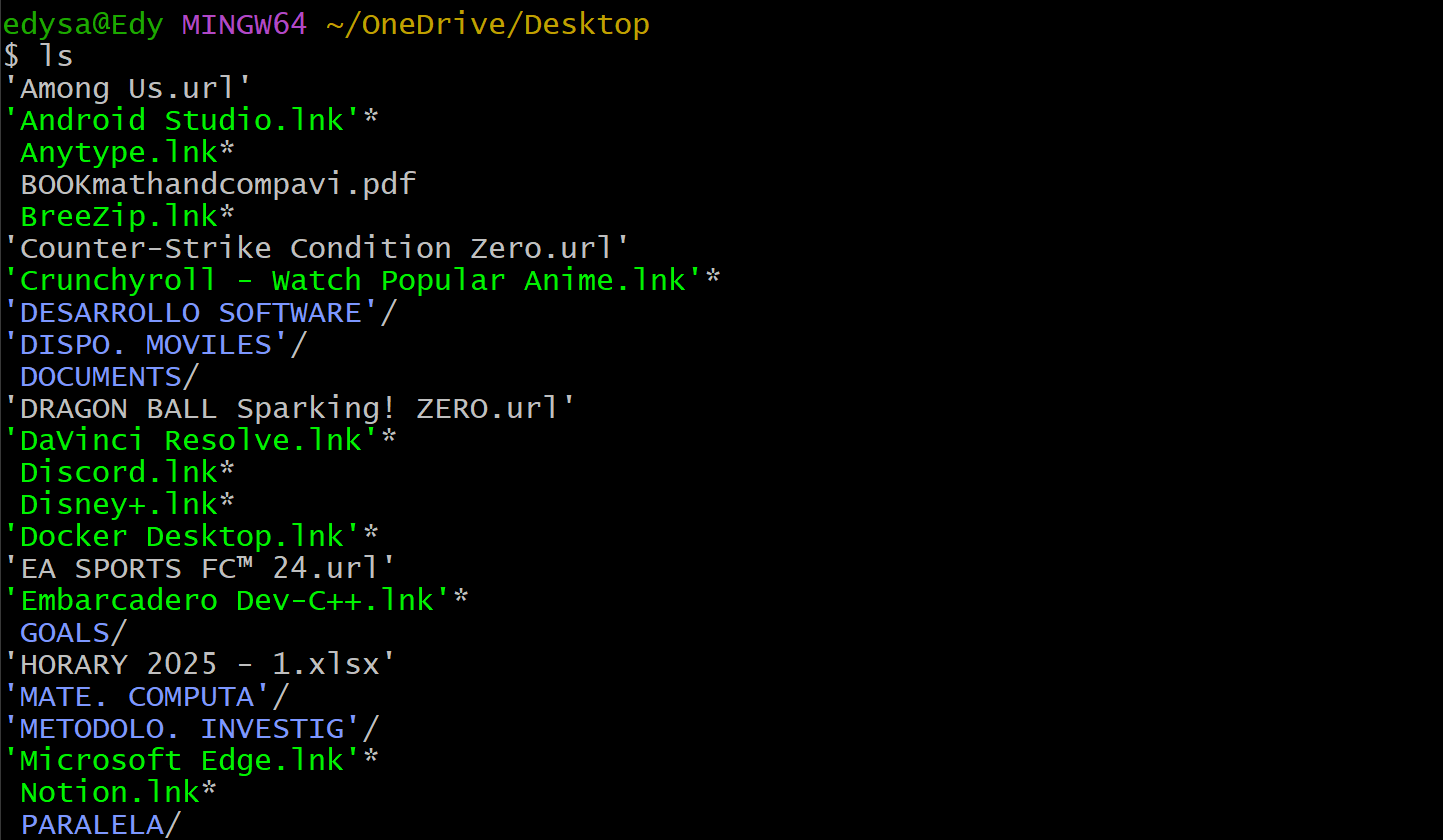 edysa@Edy MINGW64 ~/OneDrive/Desktop
$ ls
'Among Us.url'
'Android Studio.lnk'*
Anytype.lnk*
BOOKmathandcompavi.pdf
BreeZip.lnk*
'Counter-Strike Condition Zero.url'
'Crunchyroll - Watch Popular Anime.lnk'*
'DESARROLLO SOFTWARE'/
'DISPO. MOVILES'/
DOCUMENTS/
'DRAGON BALL Sparking! ZERO.url'
'DaVinci Resolve.lnk'*
Discord.lnk*
Disney+.lnk*
'Docker Desktop.lnk'*
'EA SPORTS FC™ 24.url'
'Embarcadero Dev-C++.lnk'*
GOALS/
'HORARY 2025 - 1.xlsx'
'MATE. COMPUTA'/
'METODOLO. INVESTIG'/
'Microsoft Edge.lnk'*
Notion.lnk*
PARALELA/